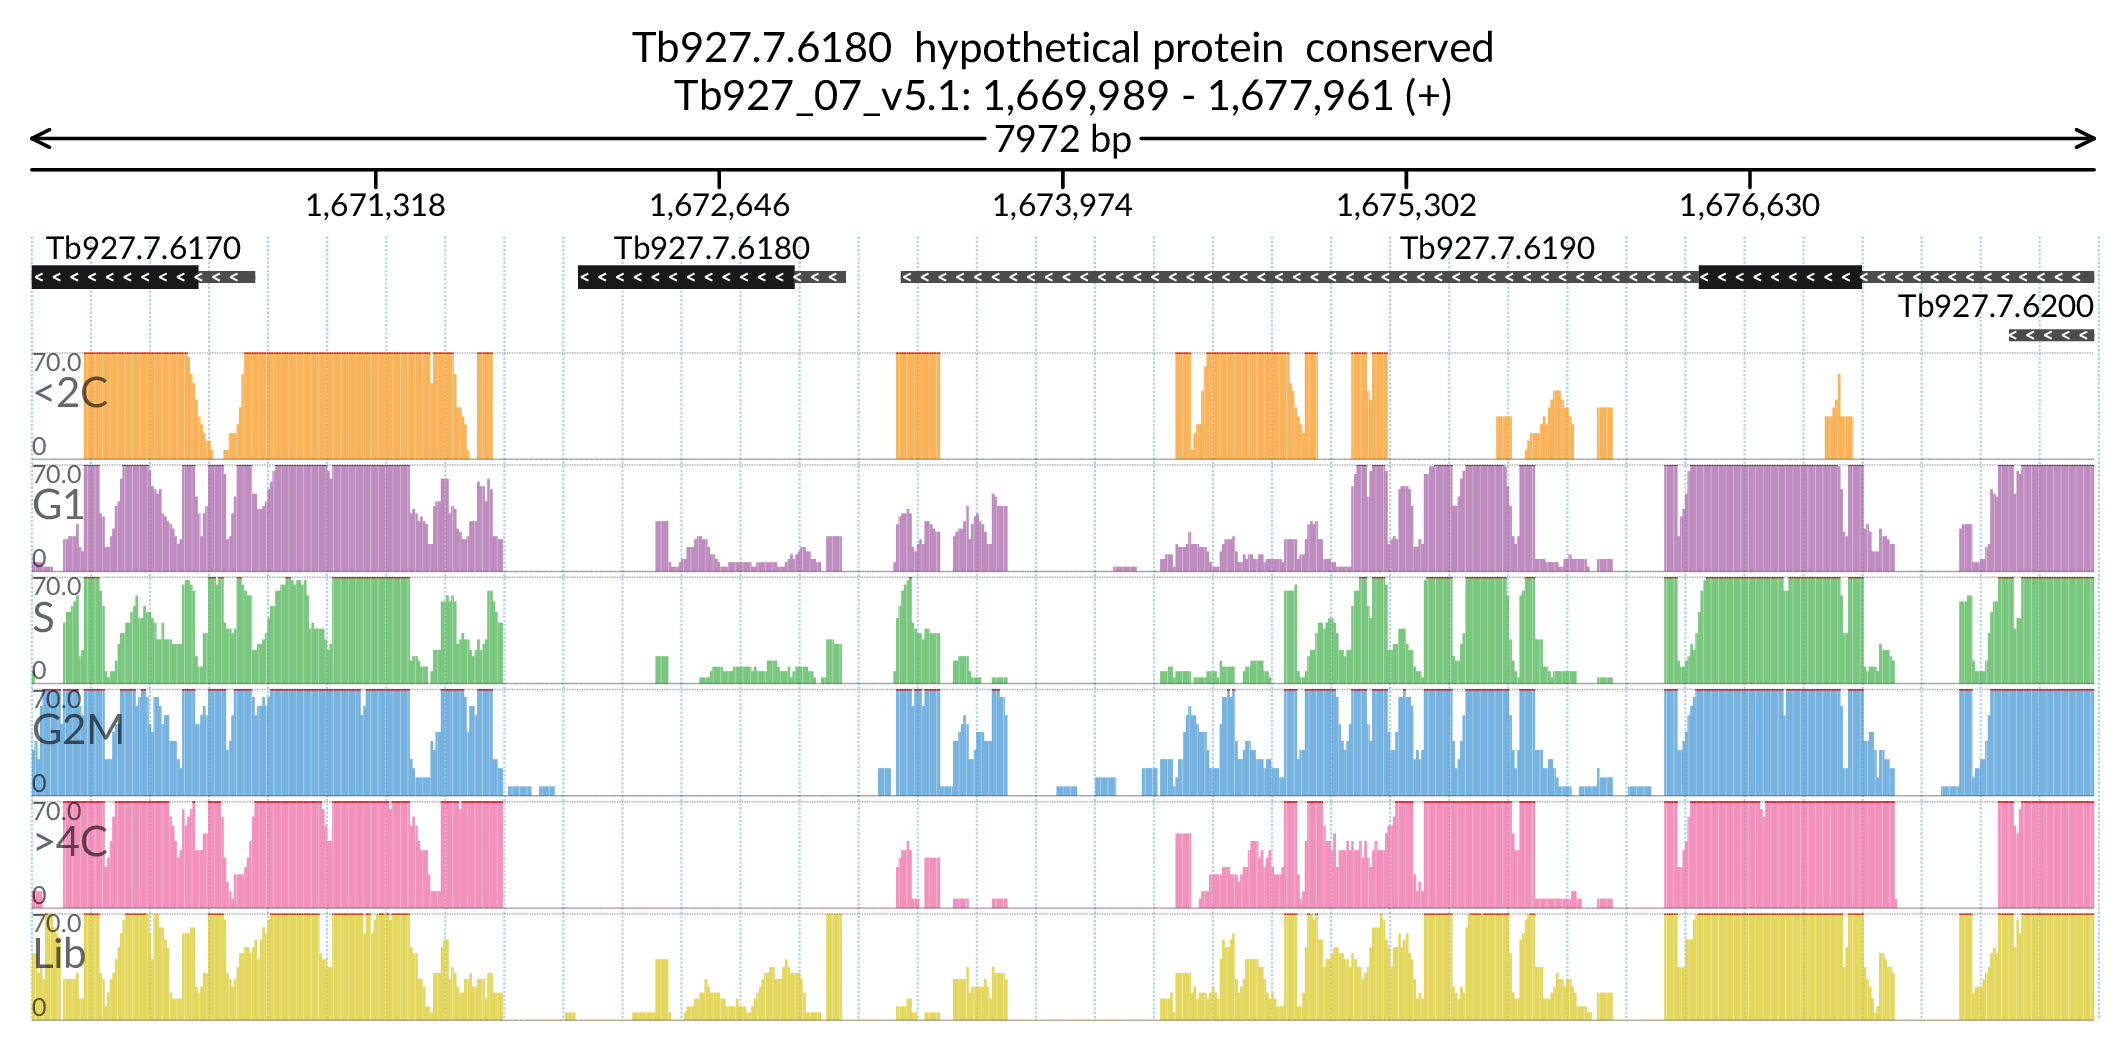 Tb927.7.6180 hypothetical protein conserved
Tb927_07_v5.1: 1,669,989 - 1,677,961 (+)
7972 bp
1,671,318 1,672,646 1,673,974 1,675,302 1,676,630
Tb927.7.6170 Tb927.7.6180 Tb927.7.6190
Tb927.7.6200
70.0
<2C
0
70.0
G1
0
70.0
S
0
70.0
G2M
0
70.0
>4C
0
70.0
Lib
0